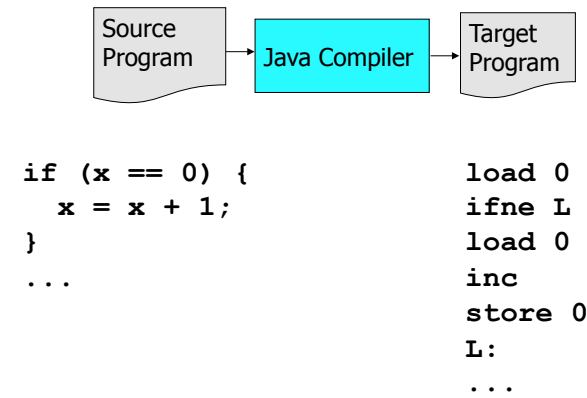 Source
Program
Java Compiler
Target
Program
if (x == 0) {
  x = x + 1;
}
...
load 0
ifne L
load 0
inc
store 0
L:
...